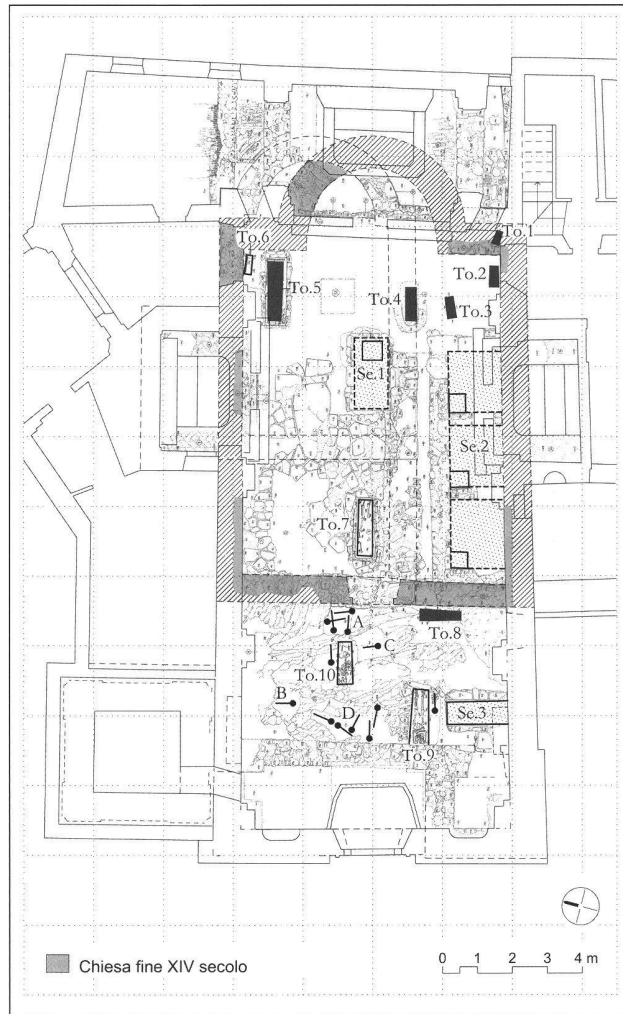 To.1
To.6
To.2
To.5
To.4
To.3
Se.1
Se.2
To.7
A
To.8
C
To.10
B
D
Se.3
To.9
Chiesa fine XIV secolo
0 1 2 3 4 m